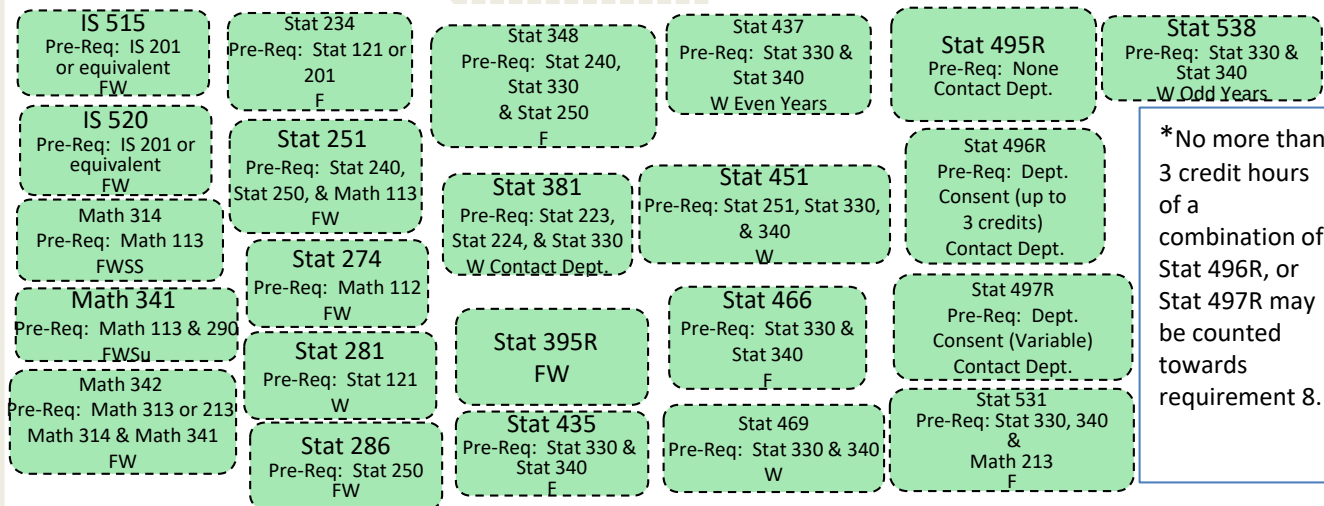 IS 515
Pre-Req: IS 201
or equivalent
FW
IS 520
Pre-Req: IS 201 or
equivalent
FW
Math 314
Pre-Req: Math 113
FWSS
Math 341
Pre-Req: Math 113 & 290
FWSu
Math 342
Pre-Req: Math 313 or 213
Math 314 & Math 341
FW
Stat 234
Pre-Req: Stat 121 or
201
F
Stat 251
Pre-Req: Stat 240,
Stat 250, & Math 113
FW
Stat 274
Pre-Req: Math 112
FW
Stat 281
Pre-Req: Stat 121
W
Stat 286
Pre-Req: Stat 250
FW
Stat 348
Pre-Req: Stat 240,
Stat 330
& Stat 250
F
Stat 381
Pre-Req: Stat 223,
Stat 224, & Stat 330
W Contact Dept.
Stat 395R
FW
Stat 435
Pre-Req: Stat 330 &
Stat 340
F
Stat 437
Pre-Req: Stat 330 &
Stat 340
W Even Years
Stat 451
Pre-Req: Stat 251, Stat 330,
& 340
W
Stat 466
Pre-Req: Stat 330 &
Stat 340
F
Stat 469
Pre-Req: Stat 330 & 340
W
Stat 495R
Pre-Req: None
Contact Dept.
Stat 496R
Pre-Req: Dept.
Consent (up to
3 credits)
Contact Dept.
Stat 497R
Pre-Req: Dept.
Consent (Variable)
Contact Dept.
Stat 531
Pre-Req: Stat 330, 340
&
Math 213
F
Stat 538
Pre-Req: Stat 330 &
Stat 340
W Odd Years
*No more than
3 credit hours
of a
combination of
Stat 496R, or
Stat 497R may
be counted
towards
requirement 8.